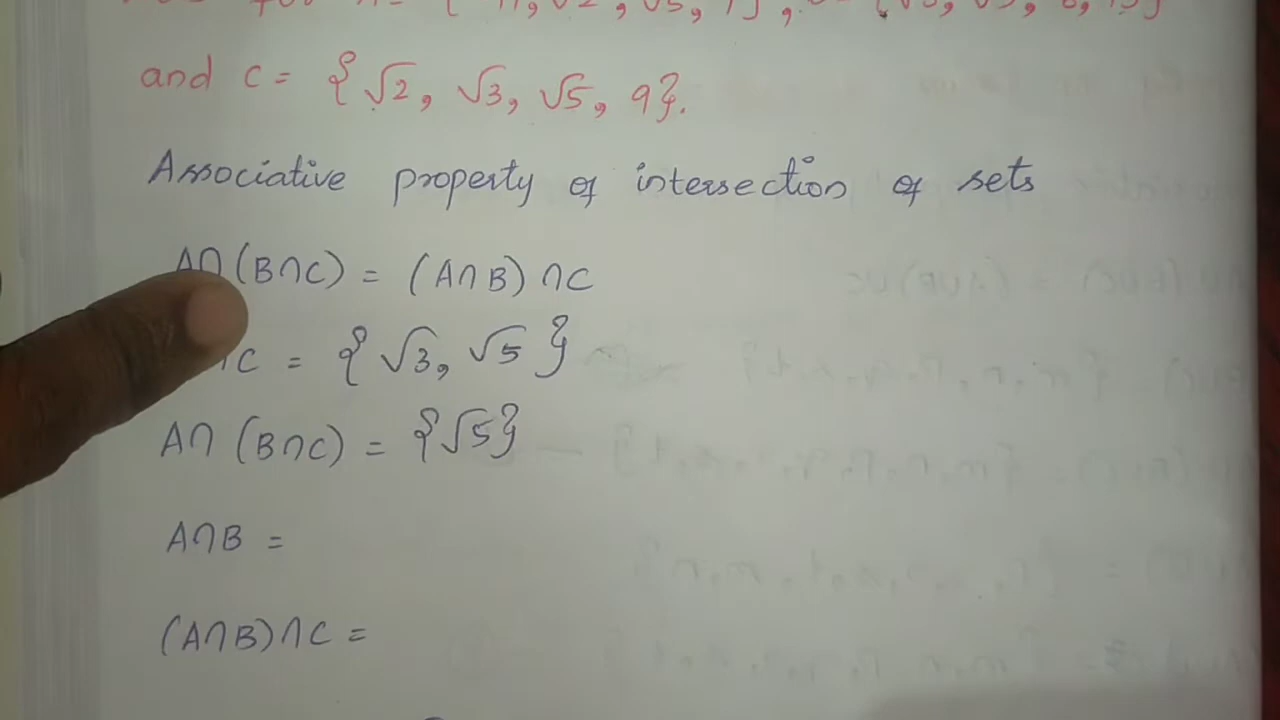 and C = {√2, √3, √5, 9}.
Associative property of intersection of sets
A∩(B∩C) = (A∩B)∩C
∩C = {√3, √5}
A∩(B∩C) = {√5}
A∩B =
(A∩B)∩C =